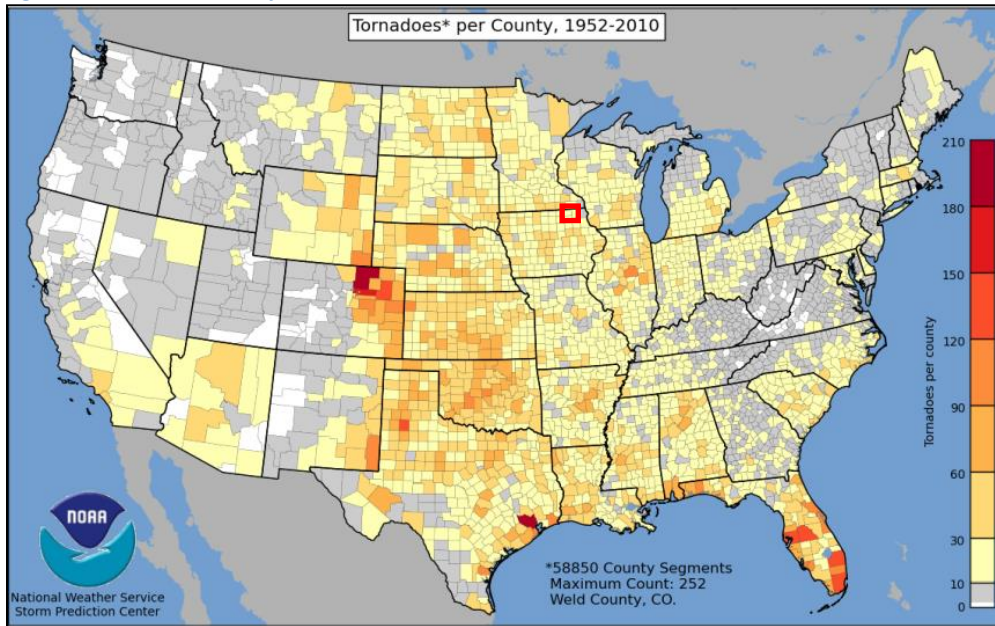 Tornadoes* per County, 1952-2010
210
180
150
120
90
60
30
10
0
Tornadoes per county
NOAA
National Weather Service
Storm Prediction Center
*58850 County Segments
Maximum Count: 252
Weld County, CO.